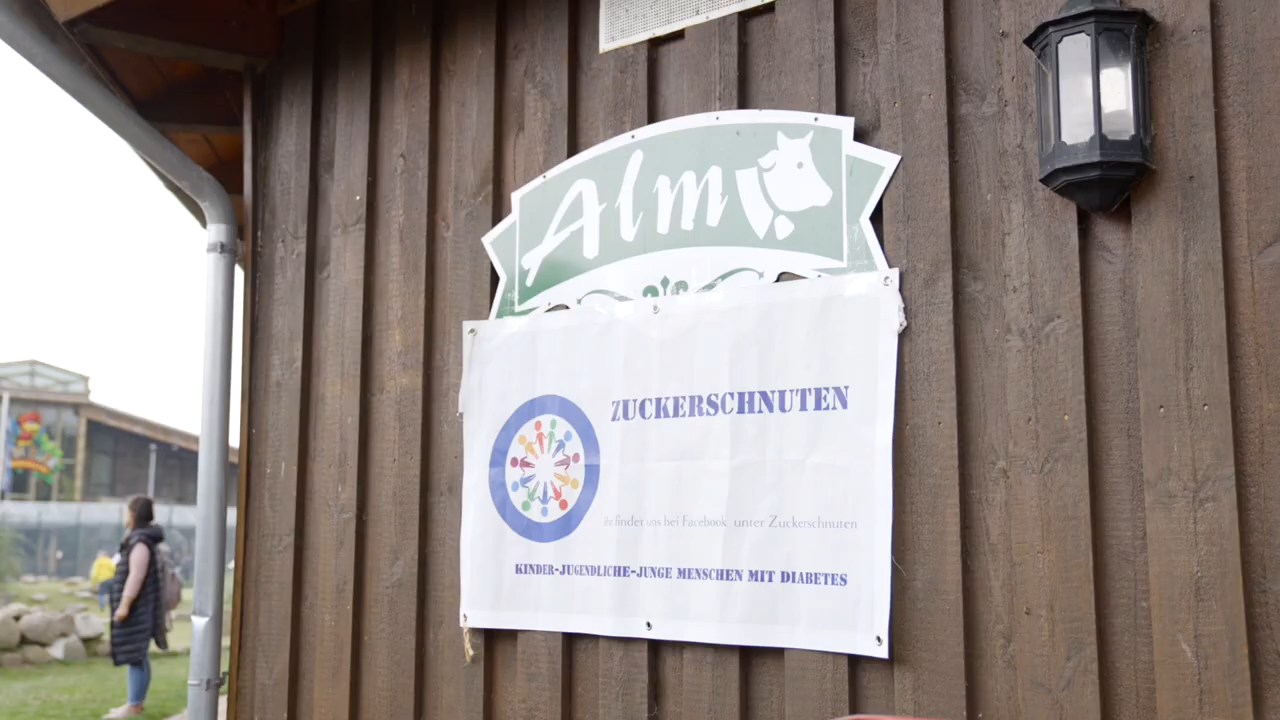 Alm
ZUCKERSCHNUTEN
ihr findet uns bei Facebook unter Zuckerschnuten
KINDER-JUGENDLICHE-JUNGE MENSCHEN MIT DIABETES